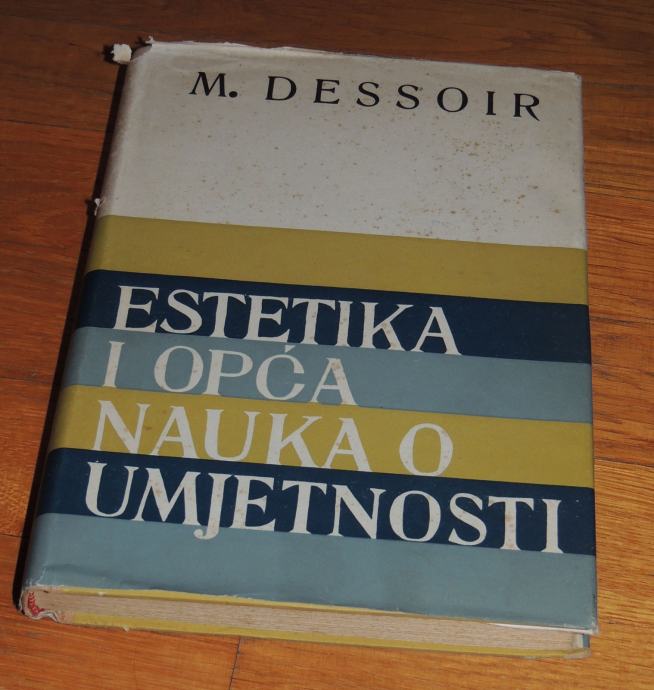 M. DESSOIR
ESTETIKA
I OPĆA
NAUKA O
UMJETNOSTI